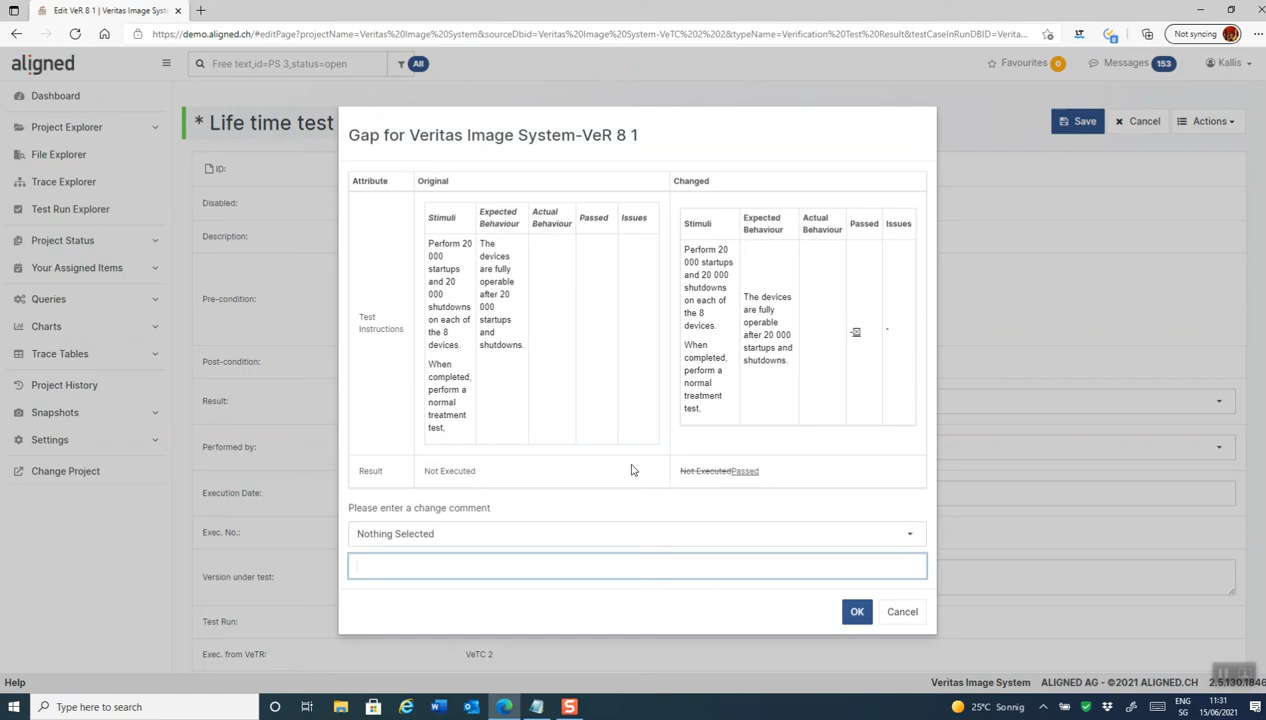 Edit VeR 8 1 | Veritas Image Syst
https://demo.aligned.ch/#editPage?projectName=Veritas%20Image%20System&sourceDbid=Veritas%20Image%20System-VeTC%202%202&typeName=Verification%20Test%20Result&testCaseInRunDBID=Verita...
Not syncing
aligned
Free text,id=PS 3,status=open
All
Favourites 0
Messages 153
Kallis
Dashboard
Project Explorer
File Explorer
Trace Explorer
Test Run Explorer
Project Status
Your Assigned Items
Queries
Charts
Trace Tables
Project History
Snapshots
Settings
Change Project
* Life time test
Save
Cancel
Actions
ID:
Disabled:
Description:
Pre-condition:
Post-condition:
Result:
Performed by:
Execution Date:
Exec. No.:
Version under test:
Test Run:
Exec. from VeTR:
VeTC 2
Gap for Veritas Image System-VeR 8 1
Attribute Original Changed
Test
Instructions
Stimuli
Expected
Behaviour
Actual
Behaviour
Passed
Issues
Perform 20
000
startups
and 20
000
shutdowns
on each of
the 8
devices.
When
completed,
perform a
normal
treatment
test,
The
devices
are fully
operable
after 20
000
startups
and
shutdowns.
Stimuli
Expected
Behaviour
Actual
Behaviour
Passed
Issues
Perform 20
000 startups
and 20 000
shutdowns
on each of
the 8
devices.
When
completed,
perform a
normal
treatment
test,
The devices
are fully
operable
after 20 000
startups and
shutdowns.
-☒
-
Result Not Executed Not ExecutedPassed
Please enter a change comment
Nothing Selected
OK
Cancel
Help
Veritas Image System ALIGNED AG - ©2021 ALIGNED.CH 2.5.130.1846
Type here to search
25°C Sonnig
ENG
SG
11:31
15/06/2021